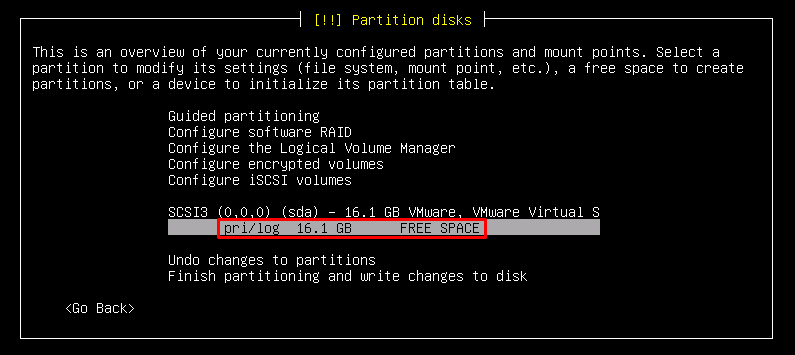 [!!] Partition disks
This is an overview of your currently configured partitions and mount points. Select a
partition to modify its settings (file system, mount point, etc.), a free space to create
partitions, or a device to initialize its partition table.
Guided partitioning
Configure software RAID
Configure the Logical Volume Manager
Configure encrypted volumes
Configure iSCSI volumes
SCSI3 (0,0,0) (sda) - 16.1 GB VMware, VMware Virtual S
pri/log 16.1 GB FREE SPACE
Undo changes to partitions
Finish partitioning and write changes to disk
<Go Back>